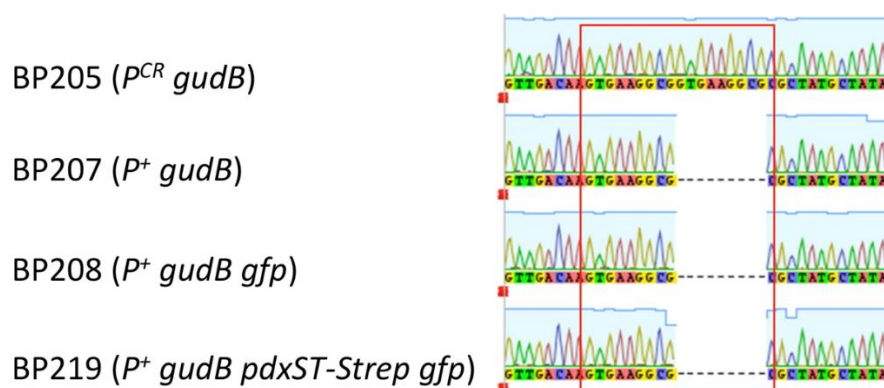 BP205 (P^CR gudB)
GTTGACAAGTGAAGGCGGTGAAGGCGCGCTATGCTATA
BP207 (P^+ gudB)
GTTGACAAGTGAAGGCG---------CGCTATGCTATA
BP208 (P^+ gudB gfp)
GTTGACAAGTGAAGGCG---------CGCTATGCTATA
BP219 (P^+ gudB pdxST-Strep gfp)
GTTGACAAGTGAAGGCG---------CGCTATGCTATA